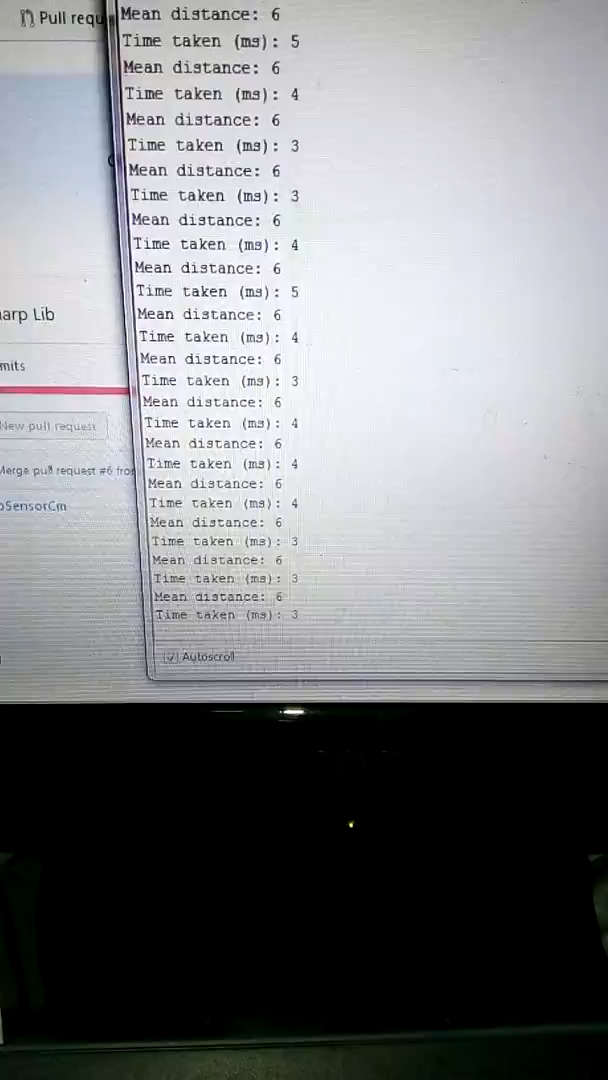 Pull requ
Mean distance: 6
Time taken (ms): 5
Mean distance: 6
Time taken (ms): 4
Mean distance: 6
Time taken (ms): 3
Mean distance: 6
Time taken (ms): 3
Mean distance: 6
Time taken (ms): 4
Mean distance: 6
Time taken (ms): 5
Mean distance: 6
Time taken (ms): 4
Mean distance: 6
Time taken (ms): 3
Mean distance: 6
Time taken (ms): 4
Mean distance: 6
Time taken (ms): 4
Mean distance: 6
Time taken (ms): 4
Mean distance: 6
Time taken (ms): 3
Mean distance: 6
Time taken (ms): 3
Mean distance: 6
Time taken (ms): 3
Autoscroll
arp Lib
mits
New pull request
Merge pull request #6 fro
oSensorCm